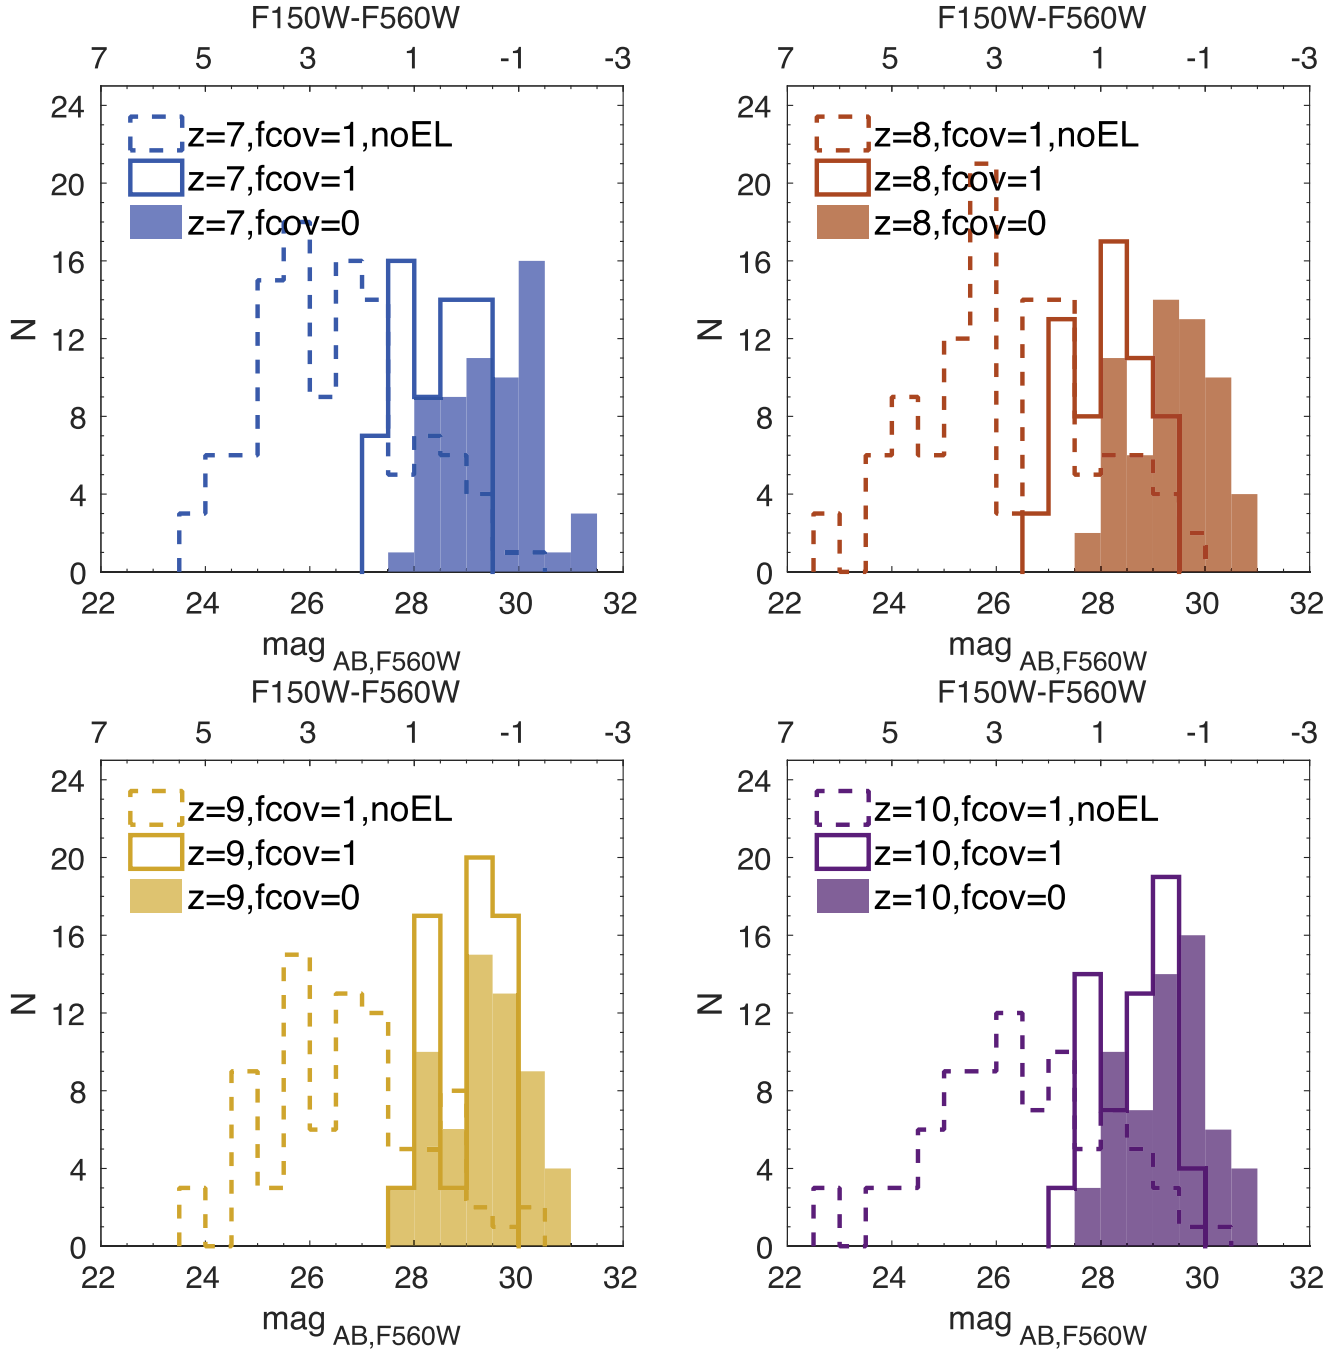 F150W-F560W
7 5 3 1 -1 -3
24
20
16
12
8
4
0
N
z=7,fcov=1,noEL
z=7,fcov=1
z=7,fcov=0
22 24 26 28 30 32
mag AB,F560W
F150W-F560W
7 5 3 1 -1 -3
24
20
16
12
8
4
0
N
z=8,fcov=1,noEL
z=8,fcov=1
z=8,fcov=0
22 24 26 28 30 32
mag AB,F560W
F150W-F560W
7 5 3 1 -1 -3
24
20
16
12
8
4
0
N
z=9,fcov=1,noEL
z=9,fcov=1
z=9,fcov=0
22 24 26 28 30 32
mag AB,F560W
F150W-F560W
7 5 3 1 -1 -3
24
20
16
12
8
4
0
N
z=10,fcov=1,noEL
z=10,fcov=1
z=10,fcov=0
22 24 26 28 30 32
mag AB,F560W